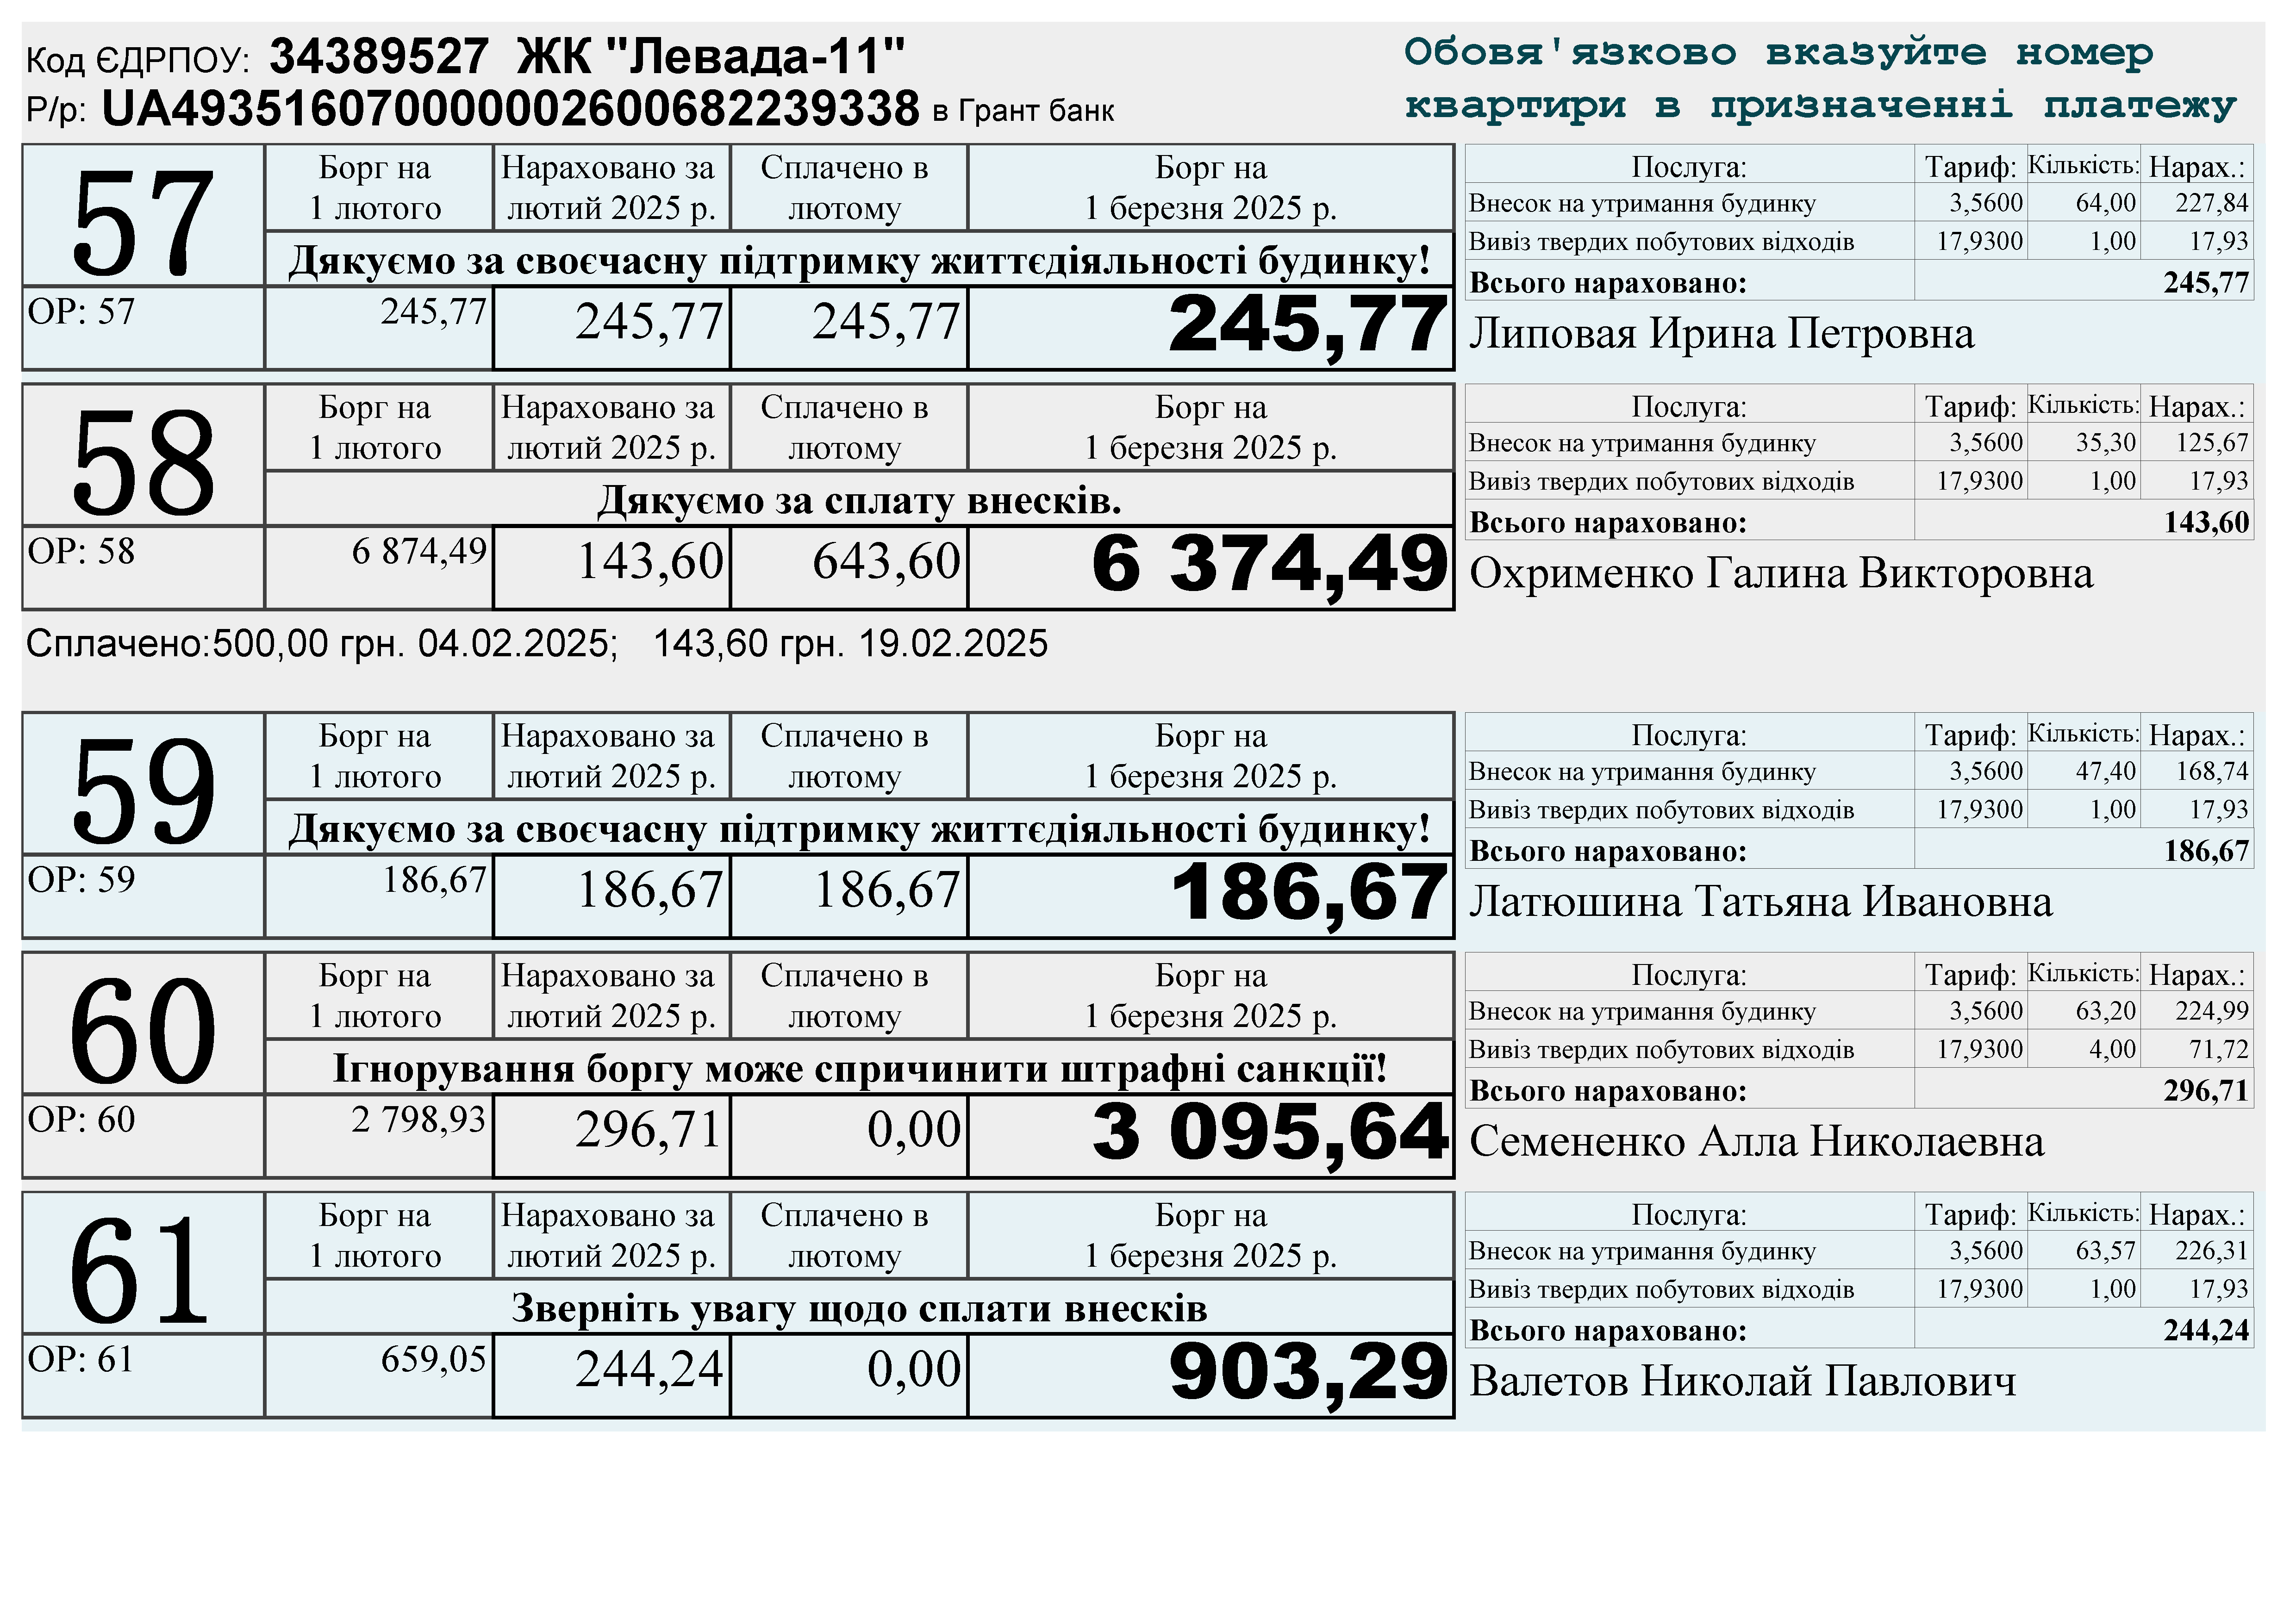 Код ЄДРПОУ: 34389527 ЖК "Левада-11"
Р/р: UA493516070000002600682239338 в Грант банк
Обовя'язково вказуйте номер
квартири в призначенні платежу
57
Борг на
1 лютого
Нараховано за
лютий 2025 р.
Сплачено в
лютому
Борг на
1 березня 2025 р.
Дякуємо за своєчасну підтримку життєдіяльності будинку!
ОР: 57 245,77 245,77 245,77 245,77
Послуга: Тариф: Кількість: Нарах.:
Внесок на утримання будинку 3,5600 64,00 227,84
Вивіз твердих побутових відходів 17,9300 1,00 17,93
Всього нараховано: 245,77
Липовая Ирина Петровна
58
Борг на
1 лютого
Нараховано за
лютий 2025 р.
Сплачено в
лютому
Борг на
1 березня 2025 р.
Дякуємо за сплату внесків.
ОР: 58 6 874,49 143,60 643,60 6 374,49
Послуга: Тариф: Кількість: Нарах.:
Внесок на утримання будинку 3,5600 35,30 125,67
Вивіз твердих побутових відходів 17,9300 1,00 17,93
Всього нараховано: 143,60
Охрименко Галина Викторовна
Сплачено:500,00 грн. 04.02.2025; 143,60 грн. 19.02.2025
59
Борг на
1 лютого
Нараховано за
лютий 2025 р.
Сплачено в
лютому
Борг на
1 березня 2025 р.
Дякуємо за своєчасну підтримку життєдіяльності будинку!
ОР: 59 186,67 186,67 186,67 186,67
Послуга: Тариф: Кількість: Нарах.:
Внесок на утримання будинку 3,5600 47,40 168,74
Вивіз твердих побутових відходів 17,9300 1,00 17,93
Всього нараховано: 186,67
Латюшина Татьяна Ивановна
60
Борг на
1 лютого
Нараховано за
лютий 2025 р.
Сплачено в
лютому
Борг на
1 березня 2025 р.
Ігнорування боргу може спричинити штрафні санкції!
ОР: 60 2 798,93 296,71 0,00 3 095,64
Послуга: Тариф: Кількість: Нарах.:
Внесок на утримання будинку 3,5600 63,20 224,99
Вивіз твердих побутових відходів 17,9300 4,00 71,72
Всього нараховано: 296,71
Семененко Алла Николаевна
61
Борг на
1 лютого
Нараховано за
лютий 2025 р.
Сплачено в
лютому
Борг на
1 березня 2025 р.
Зверніть увагу щодо сплати внесків
ОР: 61 659,05 244,24 0,00 903,29
Послуга: Тариф: Кількість: Нарах.:
Внесок на утримання будинку 3,5600 63,57 226,31
Вивіз твердих побутових відходів 17,9300 1,00 17,93
Всього нараховано: 244,24
Валетов Николай Павлович